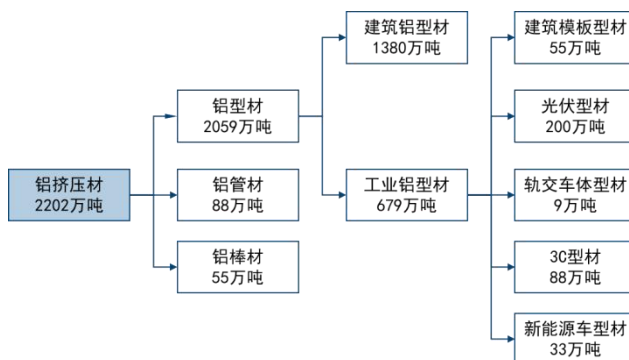 铝挤压材
2202万吨
铝型材
2059万吨
铝管材
88万吨
铝棒材
55万吨
建筑铝型材
1380万吨
工业铝型材
679万吨
建筑模板型材
55万吨
光伏型材
200万吨
轨交车体型材
9万吨
3C型材
88万吨
新能源车型材
33万吨